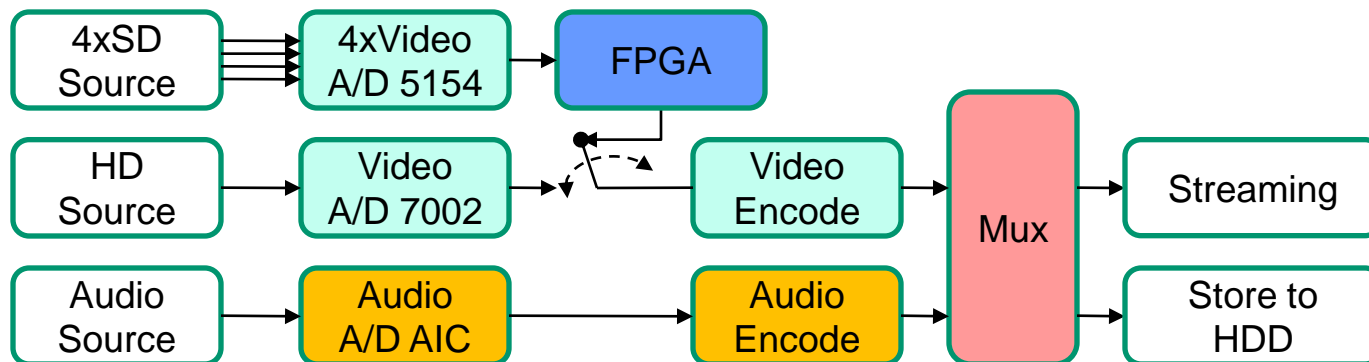 4xSD
Source
4xVideo
A/D 5154
FPGA
HD
Source
Video
A/D 7002
Video
Encode
Mux
Streaming
Audio
Source
Audio
A/D AIC
Audio
Encode
Store to
HDD